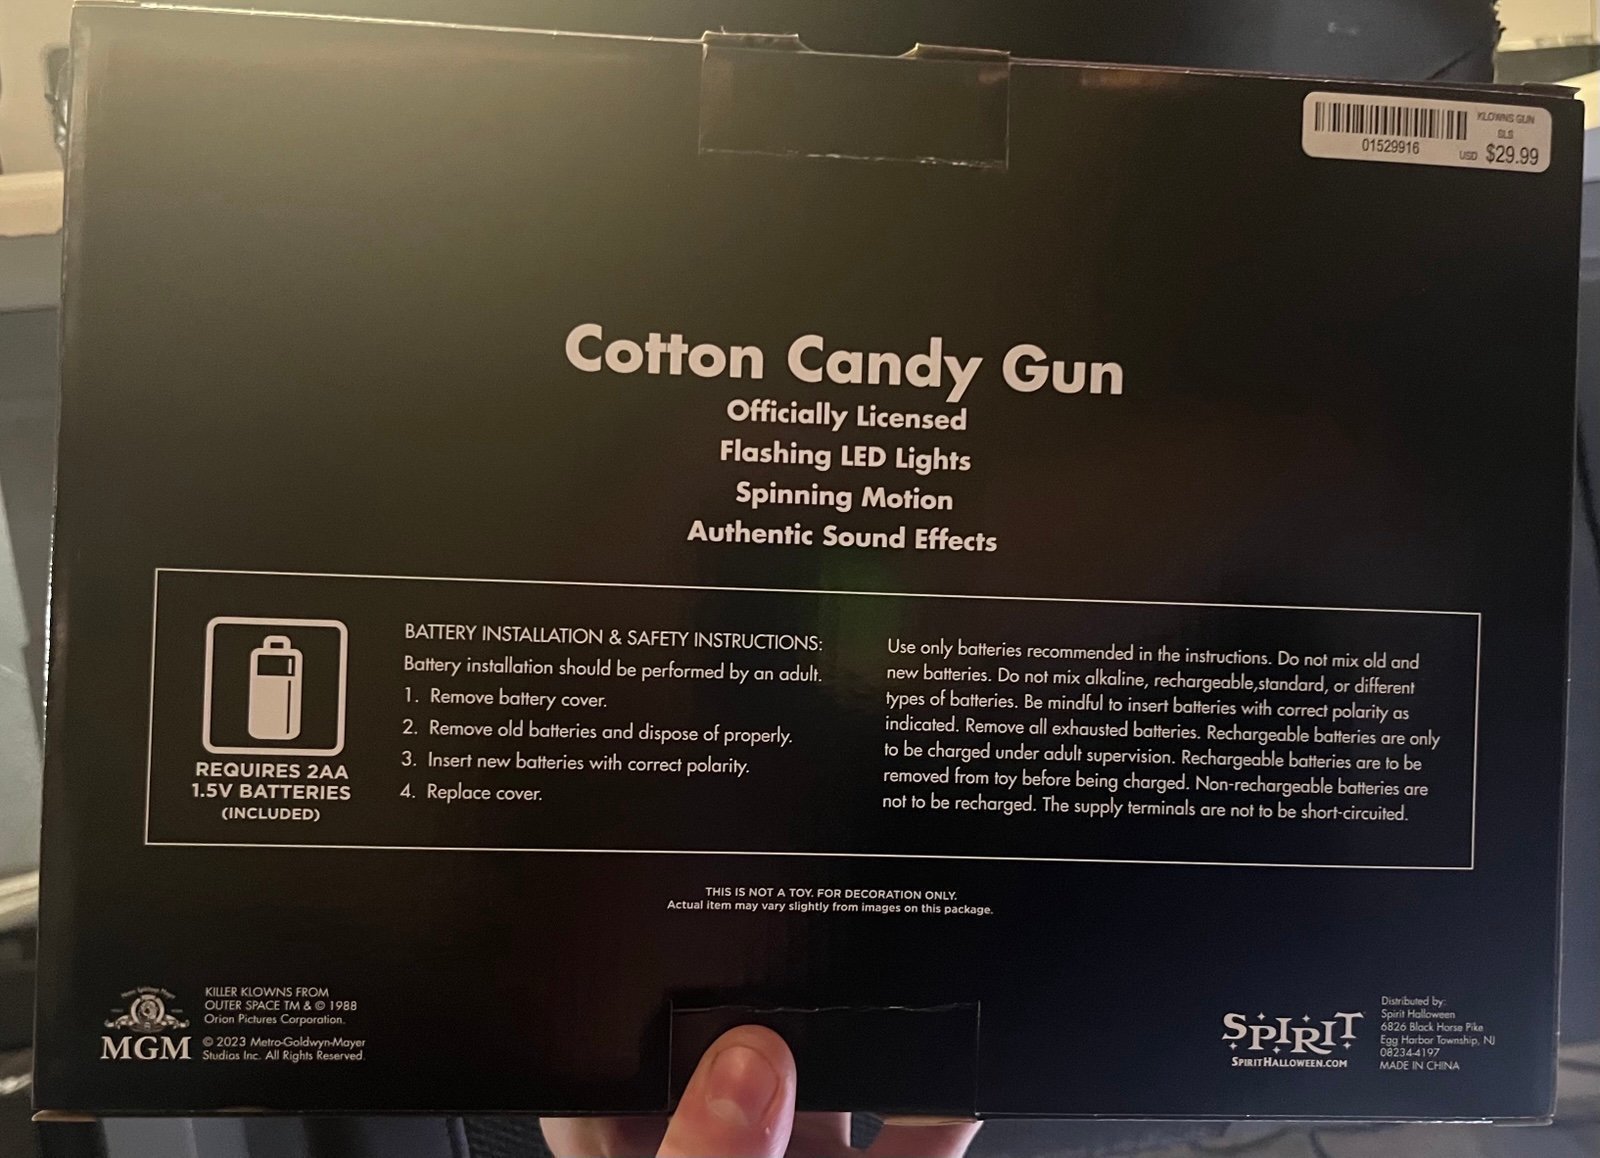 KLOWNS GUN
SLS
01529916
USD $29.99
Cotton Candy Gun
Officially Licensed
Flashing LED Lights
Spinning Motion
Authentic Sound Effects
REQUIRES 2AA
1.5V BATTERIES
(INCLUDED)
BATTERY INSTALLATION & SAFETY INSTRUCTIONS:
Battery installation should be performed by an adult.
1. Remove battery cover.
2. Remove old batteries and dispose of properly.
3. Insert new batteries with correct polarity.
4. Replace cover.
Use only batteries recommended in the instructions. Do not mix old and
new batteries. Do not mix alkaline, rechargeable,standard, or different
types of batteries. Be mindful to insert batteries with correct polarity as
indicated. Remove all exhausted batteries. Rechargeable batteries are only
to be charged under adult supervision. Rechargeable batteries are to be
removed from toy before being charged. Non-rechargeable batteries are
not to be recharged. The supply terminals are not to be short-circuited.
THIS IS NOT A TOY. FOR DECORATION ONLY.
Actual item may vary slightly from images on this package.
MGM
KILLER KLOWNS FROM
OUTER SPACE TM & © 1988
Orion Pictures Corporation.
© 2023 Metro-Goldwyn-Mayer
Studios Inc. All Rights Reserved.
SPIRIT
SPIRITHALLOWEEN.COM
Distributed by:
Spirit Halloween
6826 Black Horse Pike
Egg Harbor Township, NJ
08234-4197
MADE IN CHINA